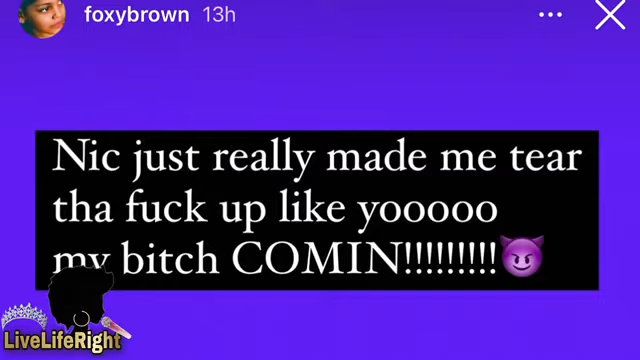 foxybrown 13h
Nic just really made me tear
tha fuck up like yooooo
my bitch COMIN!!!!!!!!!😈
LiveLifeRight